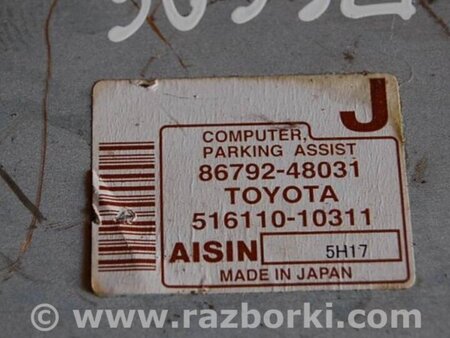 J
COMPUTER,
PARKING ASSIST
86792-48031
TOYOTA
516110-10311
AISIN 5H17
MADE IN JAPAN
© www.razborki.com